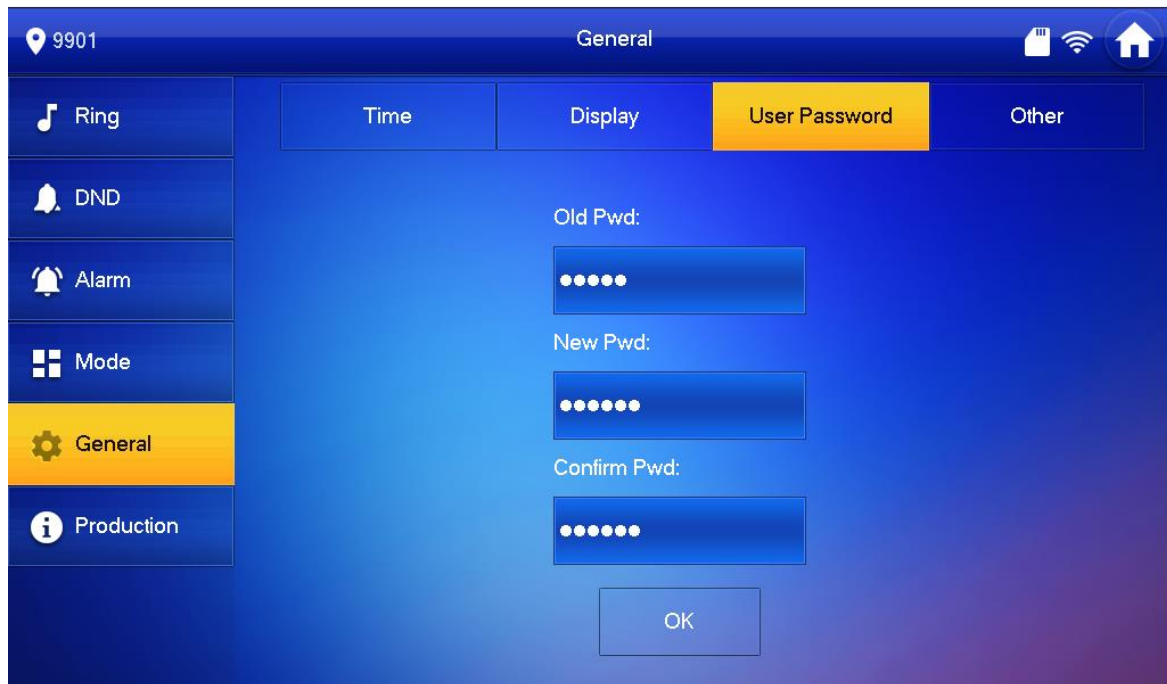 9901 General
Ring
DND
Alarm
Mode
General
Production
Time Display User Password Other
Old Pwd:
●●●●●
New Pwd:
●●●●●●
Confirm Pwd:
●●●●●●
OK